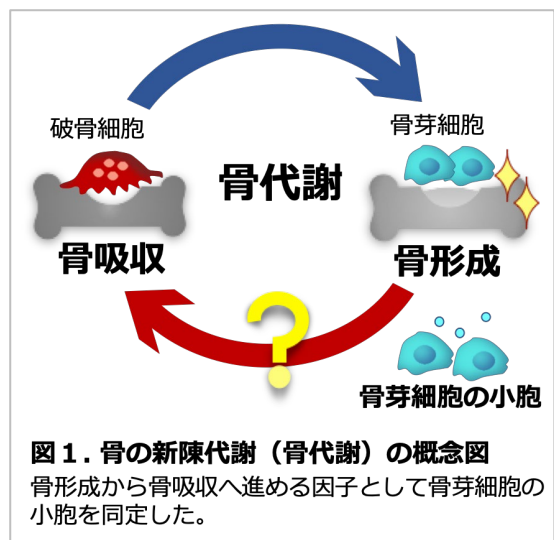 破骨細胞
骨芽細胞
骨代謝
骨吸収
骨形成
?
骨芽細胞の小胞
図1.骨の新陳代謝(骨代謝)の概念図
骨形成から骨吸収へ進める因子として骨芽細胞の
小胞を同定した。